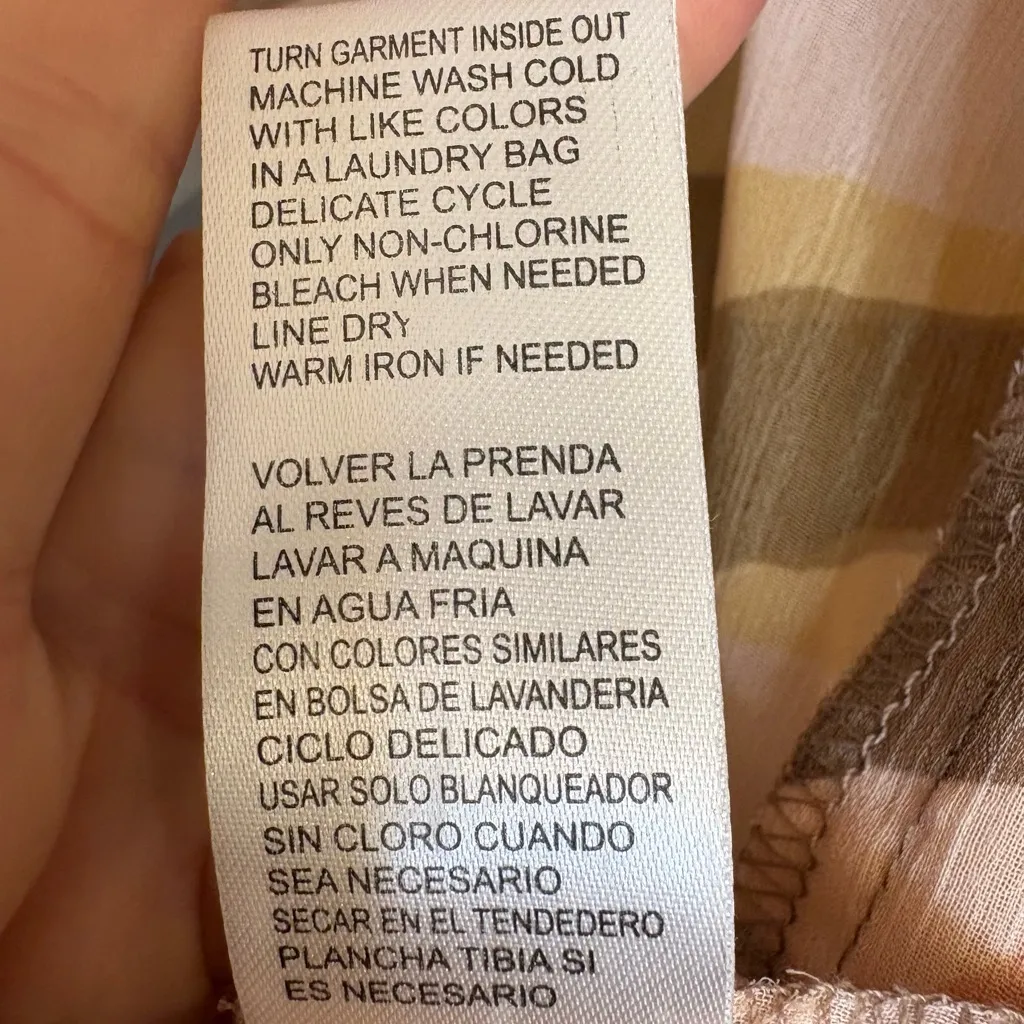 TURN GARMENT INSIDE OUT
MACHINE WASH COLD
WITH LIKE COLORS
IN A LAUNDRY BAG
DELICATE CYCLE
ONLY NON-CHLORINE
BLEACH WHEN NEEDED
LINE DRY
WARM IRON IF NEEDED
VOLVER LA PRENDA
AL REVES DE LAVAR
LAVAR A MAQUINA
EN AGUA FRIA
CON COLORES SIMILARES
EN BOLSA DE LAVANDERIA
CICLO DELICADO
USAR SOLO BLANQUEADOR
SIN CLORO CUANDO
SEA NECESARIO
SECAR EN EL TENDEDERO
PLANCHA TIBIA SI
ES NECESARIO